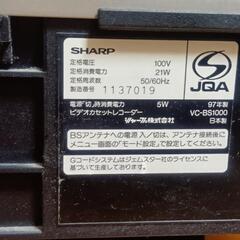 SHARP
定格電圧 100V
定格消費電力 21W
定格周波数 50/60Hz
製造番号 1137019
JQA
電源「切」時消費電力 5W 97年製
ビデオカセットレコーダー VC-BS1000
シャープ株式会社 日本製
BSアンテナへの電源入/切は、アンテナ接続後に
メニュー画面の「BS設定」で設定してください。
Gコードシステムはジェムスター社のライセンスに
基づいて生産しております。